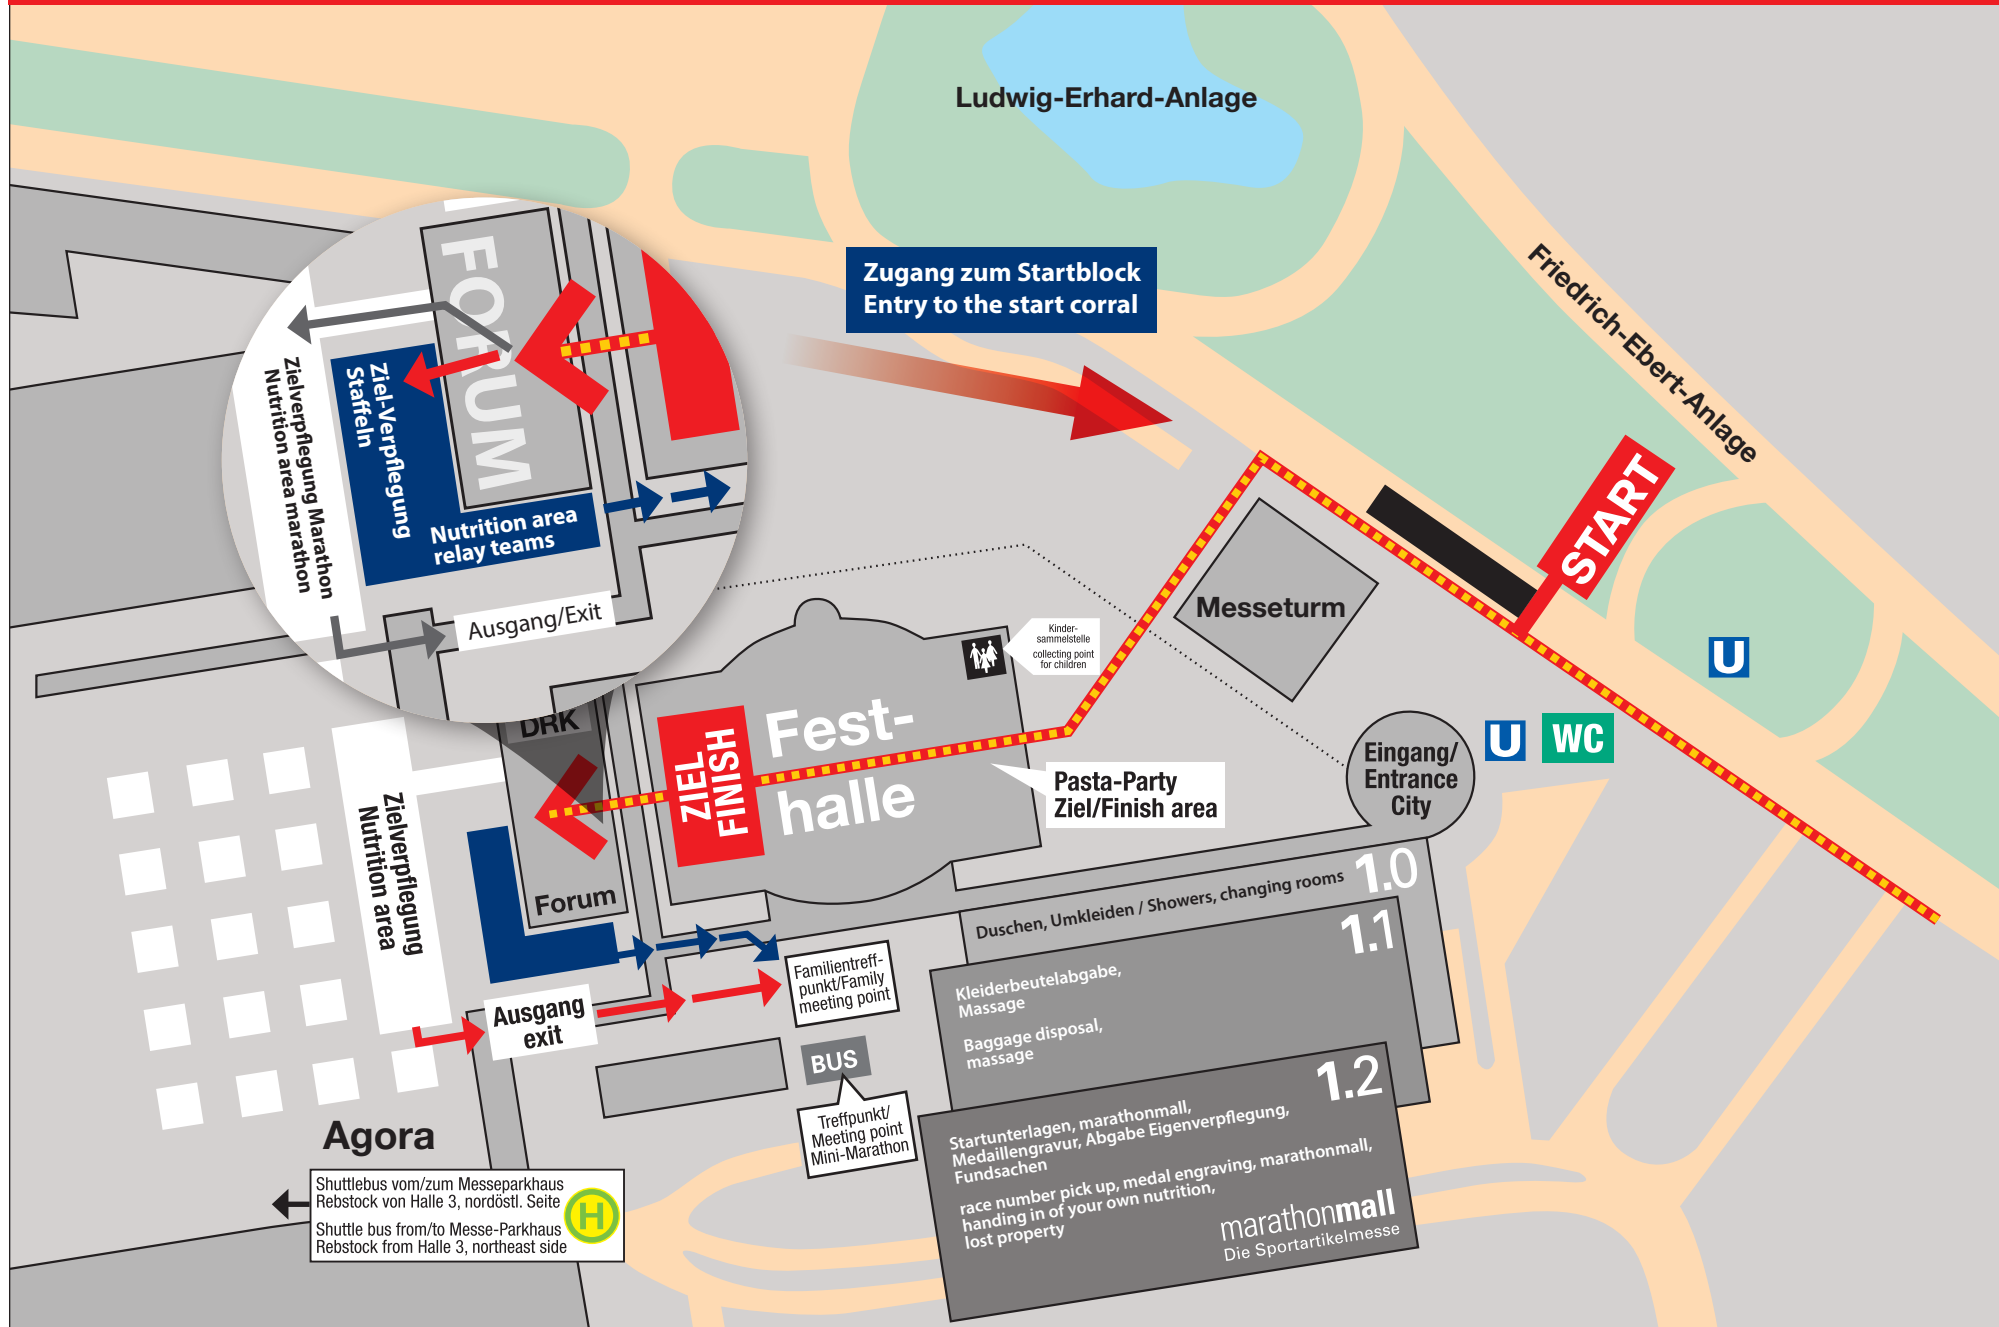 Ludwig-Erhard-Anlage
Zugang zum Startblock
Entry to the start corral
Friedrich-Ebert-Anlage
START
FORUM
Zielverpflegung Marathon
Nutrition area marathon
Ziel-Verpflegung
Staffeln
Nutrition area
relay teams
Ausgang/Exit
Messeturm
Kinder-
sammelstelle
collecting point
for children
U
U
WC
Eingang/
Entrance
City
DRK
ZIEL
FINISH
Fest-
halle
Pasta-Party
Ziel/Finish area
Zielverpflegung
Nutrition area
Forum
Ausgang
exit
Familientreff-
punkt/Family
meeting point
BUS
Treffpunkt/
Meeting point
Mini-Marathon
Duschen, Umkleiden / Showers, changing rooms
1.0
1.1
Kleiderbeutelabgabe,
Massage
Baggage disposal,
massage
1.2
Startunterlagen, marathonmall,
Medaillengravur, Abgabe Eigenverpflegung,
Fundsachen
race number pick up, medal engraving, marathonmall,
handing in of your own nutrition,
lost property
marathonmall
Die Sportartikelmesse
Agora
Shuttlebus vom/zum Messeparkhaus
Rebstock von Halle 3, nordöstl. Seite
Shuttle bus from/to Messe-Parkhaus
Rebstock from Halle 3, northeast side
H